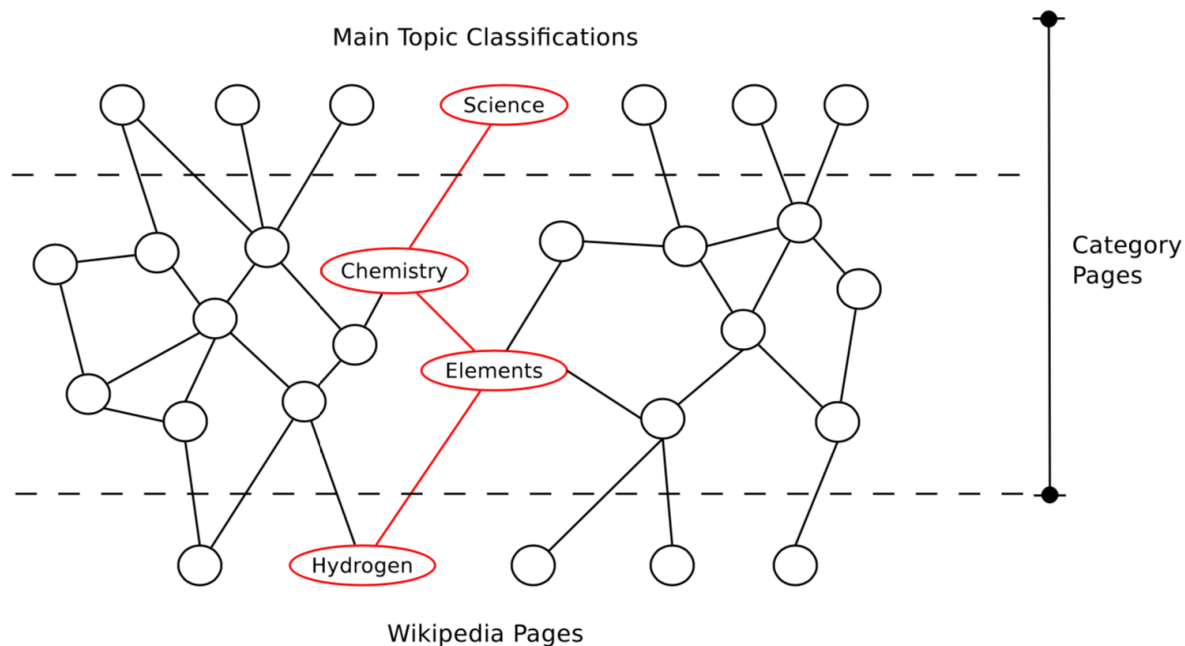 Main Topic Classifications
Science
Chemistry
Category
Pages
Elements
Hydrogen
Wikipedia Pages